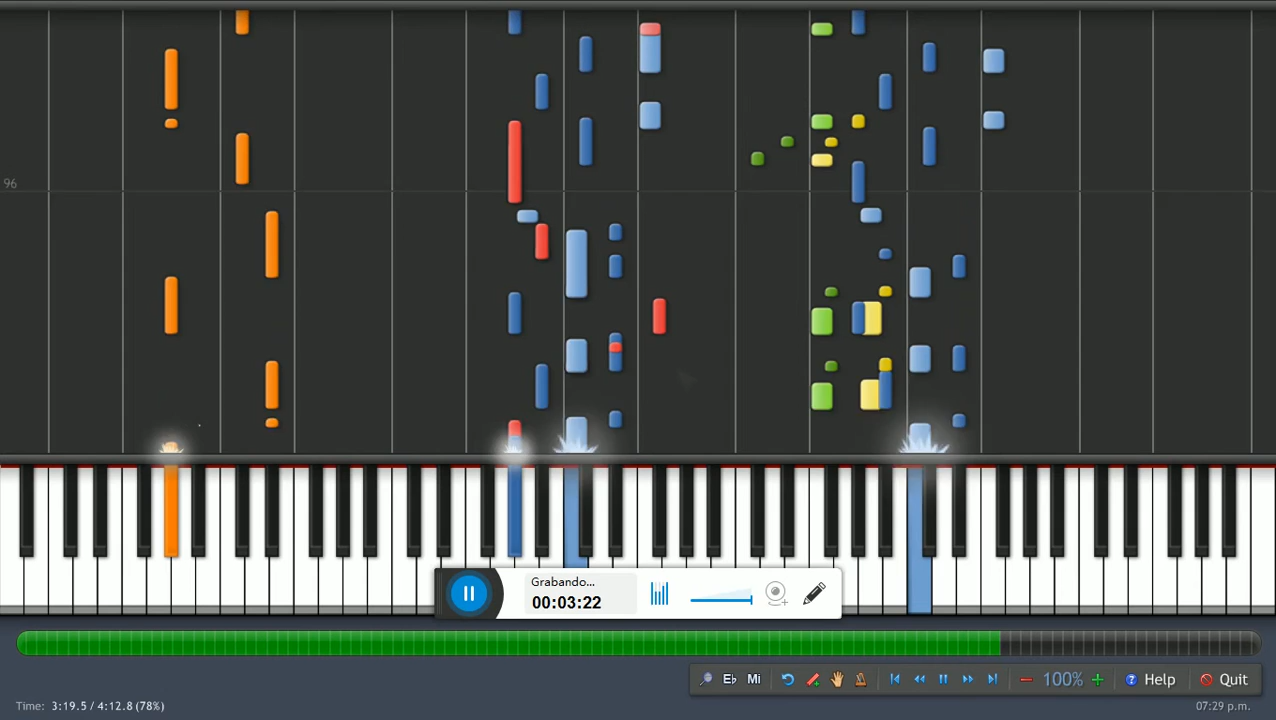 96
Grabando...
00:03:22
Eb Mi
100%
Help
Quit
Time: 3:19.5 / 4:12.8 (78%)
07:29 p.m.